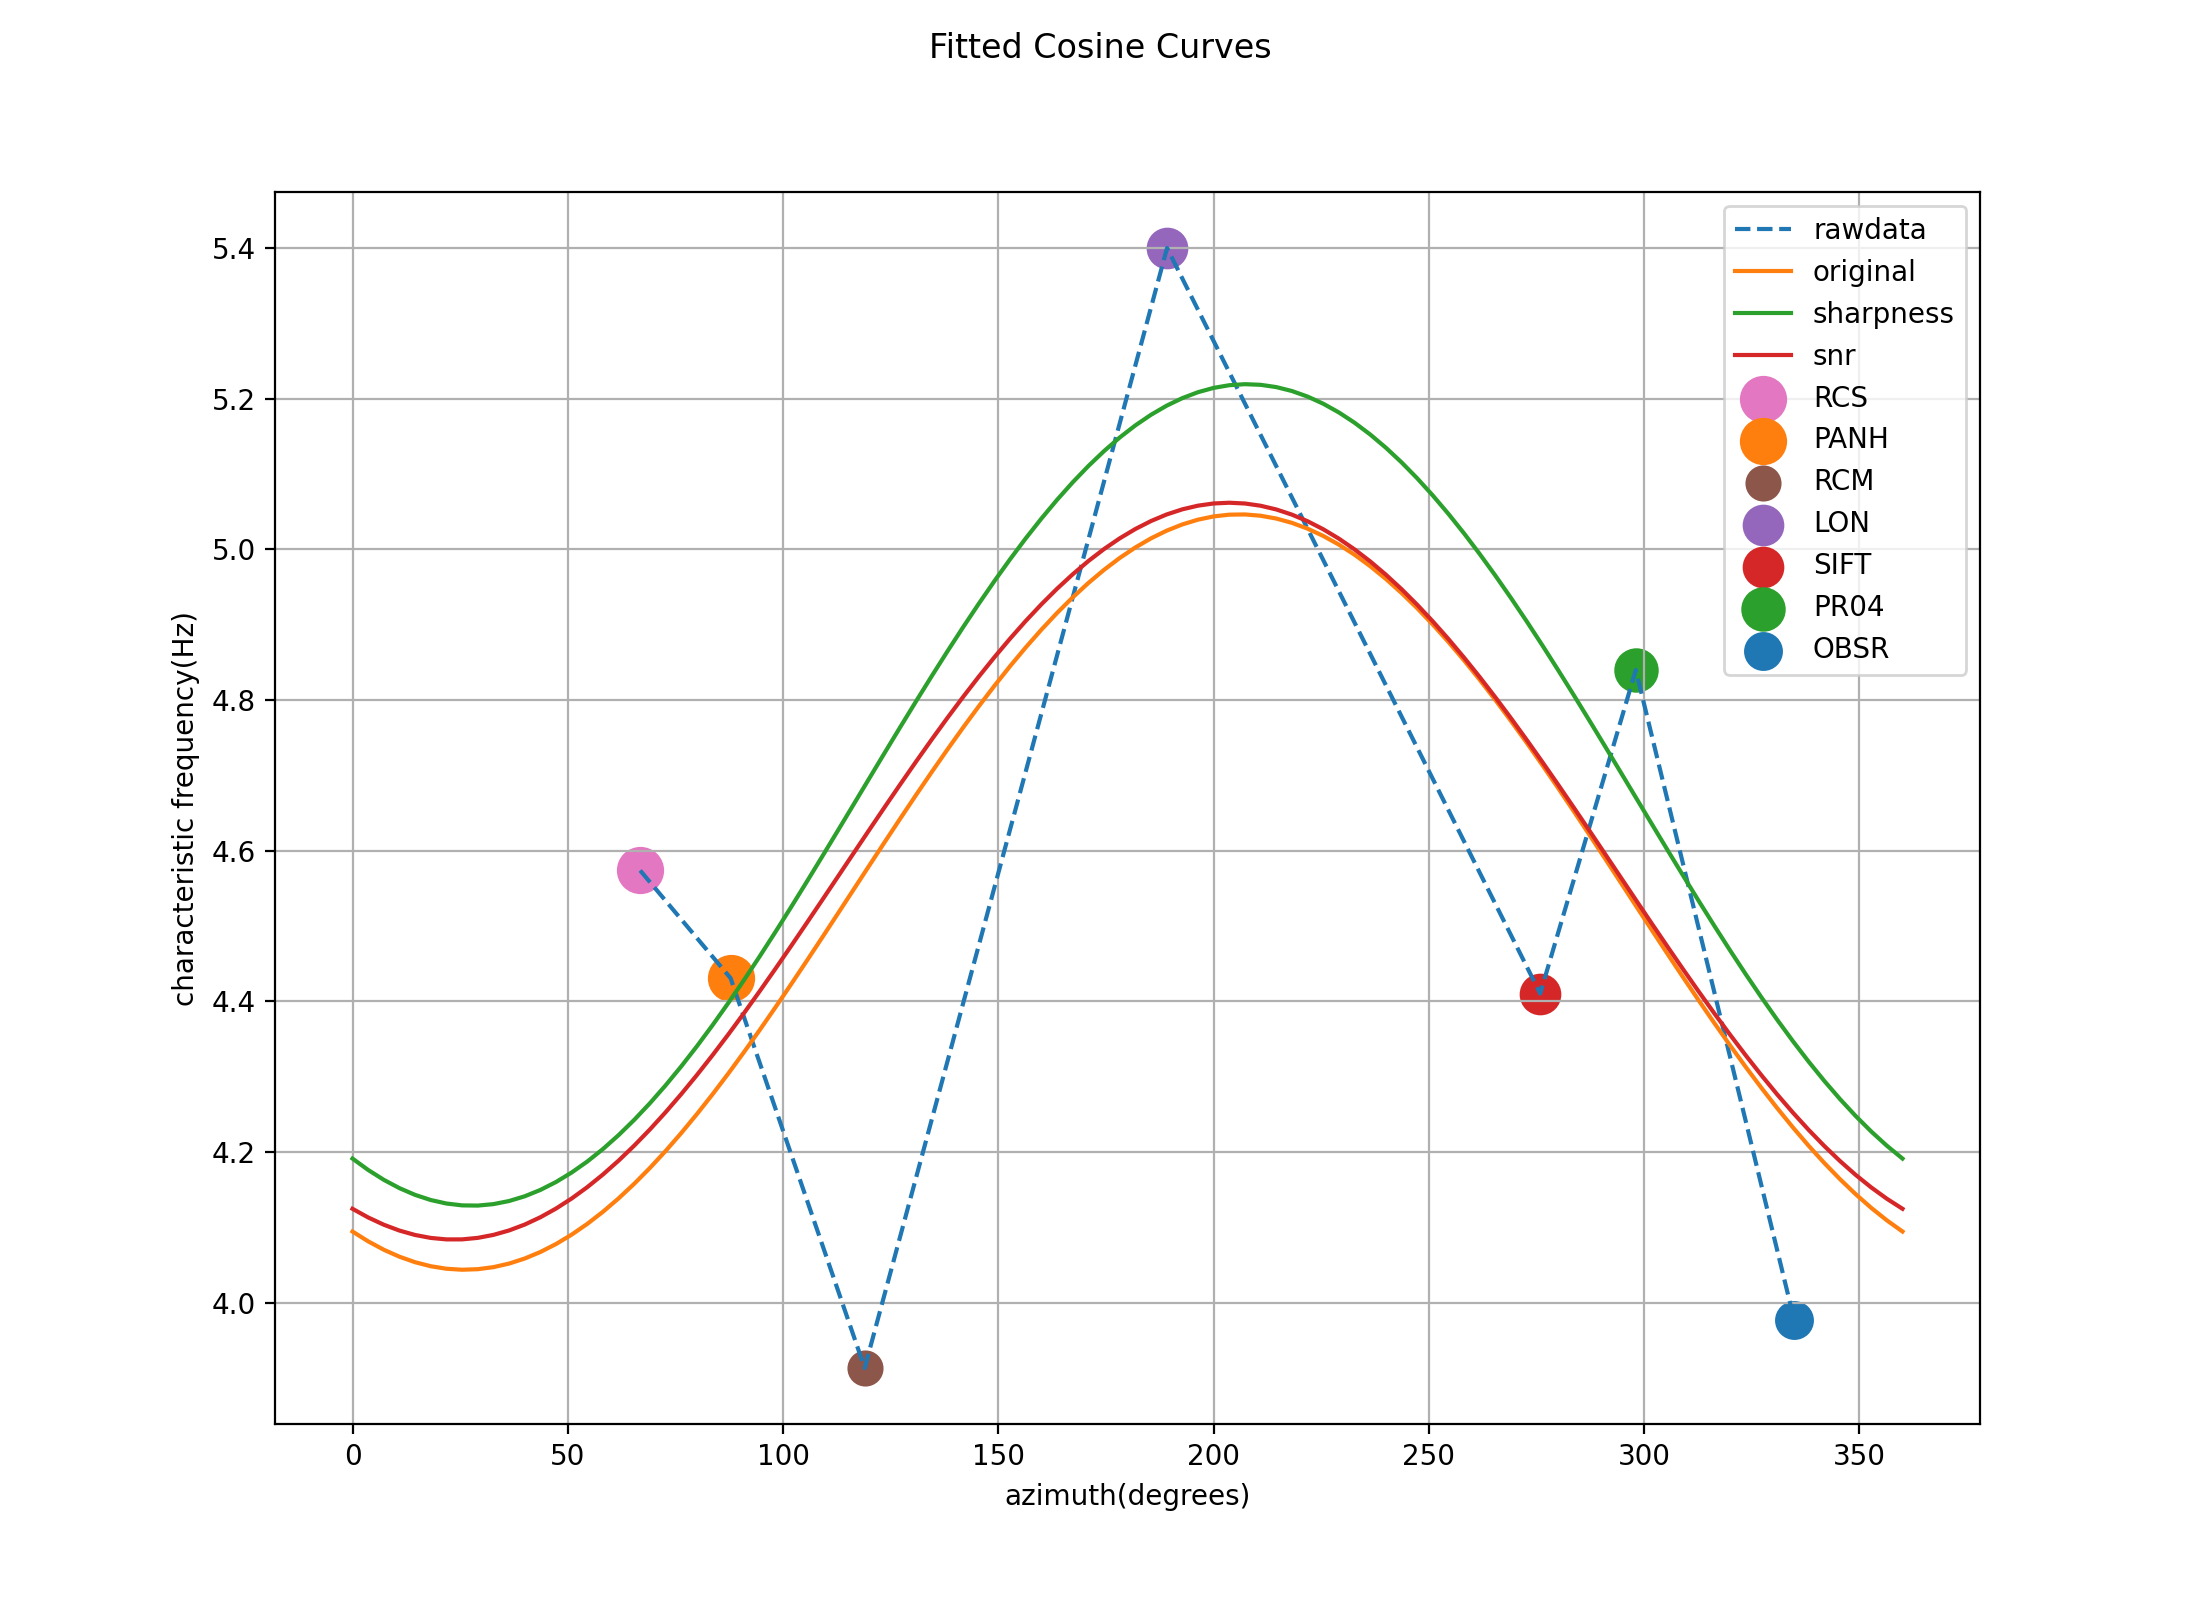 Fitted Cosine Curves
5.4
5.2
5.0
4.8
4.6
4.4
4.2
4.0
characteristic frequency(Hz)
0 50 100 150 200 250 300 350
azimuth(degrees)
rawdata
original
sharpness
snr
RCS
PANH
RCM
LON
SIFT
PR04
OBSR